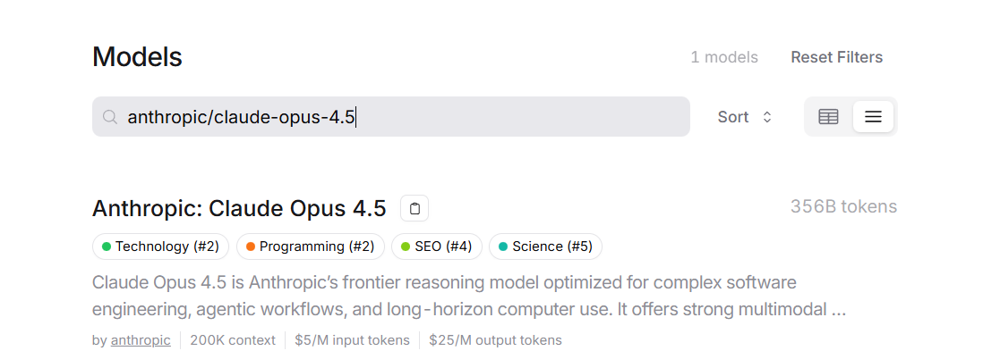 Models
1 models
Reset Filters
anthropic/claude-opus-4.5
Sort
Anthropic: Claude Opus 4.5
356B tokens
Technology (#2) Programming (#2) SEO (#4) Science (#5)
Claude Opus 4.5 is Anthropic’s frontier reasoning model optimized for complex software
engineering, agentic workflows, and long-horizon computer use. It offers strong multimodal ...
by anthropic 200K context $5/M input tokens $25/M output tokens